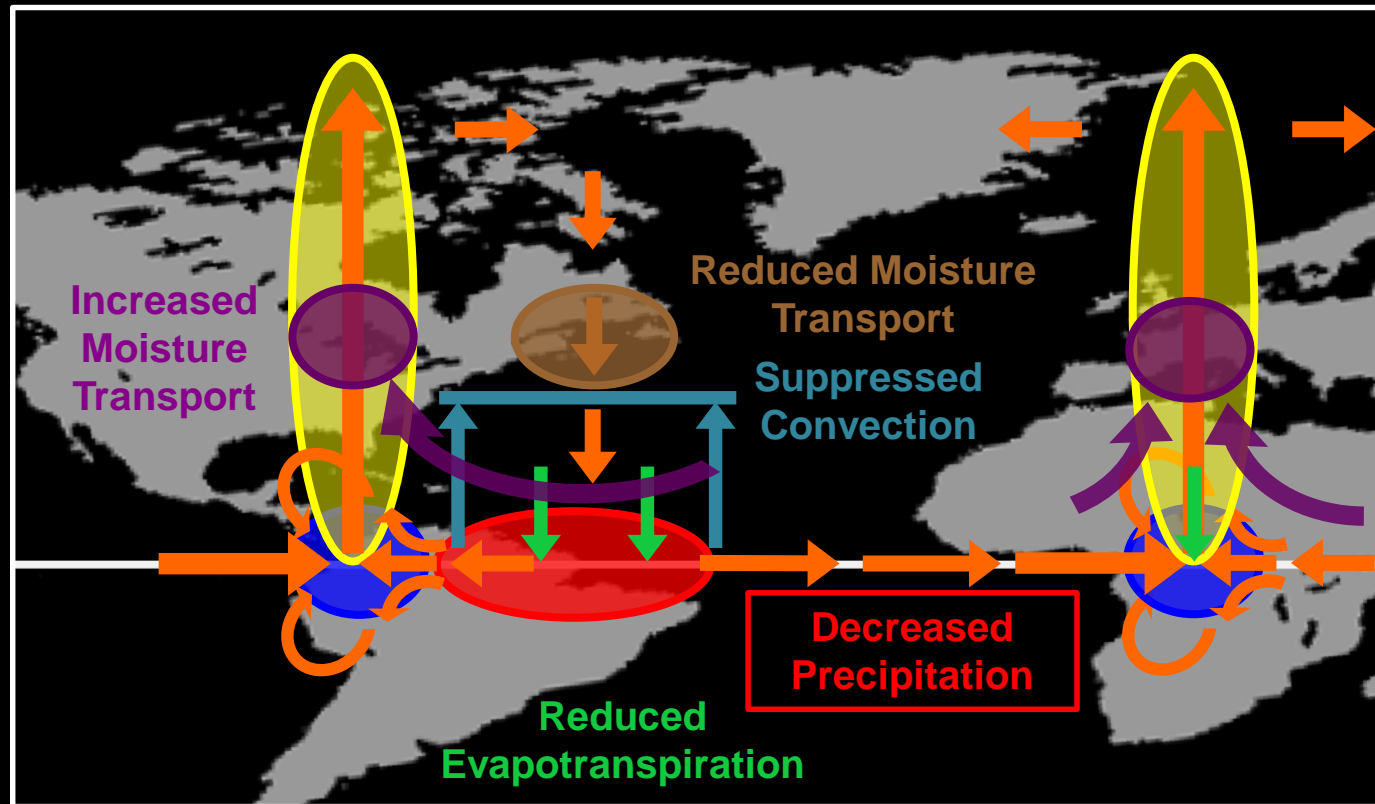 Increased
Moisture
Transport
Reduced Moisture
Transport
Suppressed
Convection
Decreased
Precipitation
Reduced
Evapotranspiration